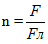 n = F / Fл